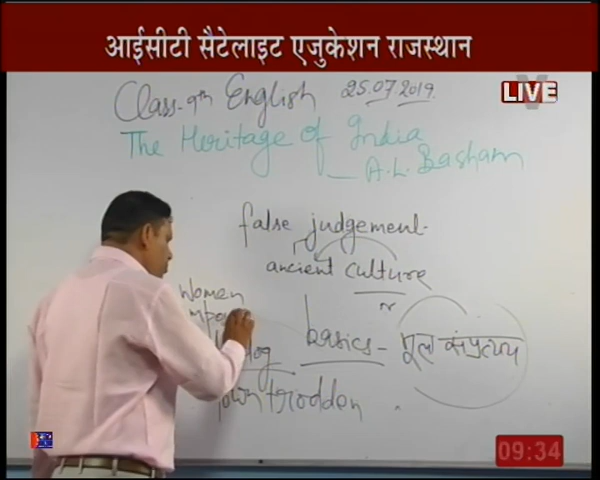 आईसीटी सैटेलाइट एजुकेशन राजस्थान
LIVE
Class-9th English 25.07.2019
The Heritage of India
- A.L. Basham
false judgement.
ancient culture
women
basics - मूल संप्रत्यय
trodden
09:34